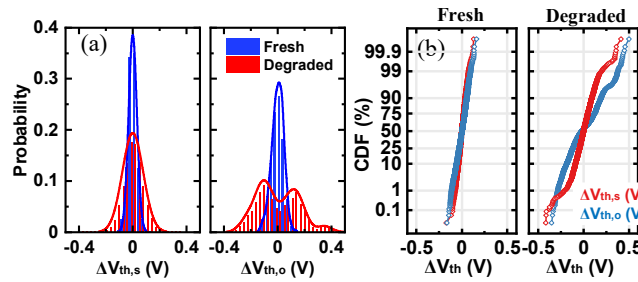 Fresh Degraded
(a) Fresh Degraded (b)
Probability
0.4
0.3
0.2
0.1
0
-0.4 0 0.4
ΔVth,s (V)
-0.4 0 0.4
ΔVth,o (V)
CDF (%)
99.9
99
90
75
50
25
10
1
0.1
-0.5 0 0.5
ΔVth (V)
ΔVth,s (V
ΔVth,o (V
-0.5 0 0.5
ΔVth (V)